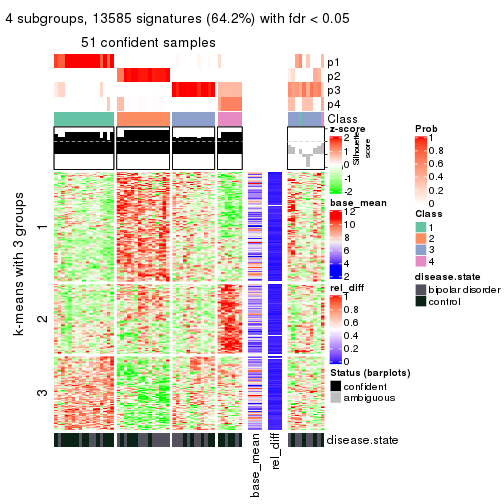 4 subgroups, 13585 signatures (64.2%) with fdr < 0.05
51 confident samples
p1
p2
p3
p4
Class
Silhouette
score
k-means with 3 groups
1
2
3
disease.state
base_mean
rel_diff
z-score
2
1
0
-1
-2
base_mean
12
10
8
6
4
2
rel_diff
1
0.8
0.6
0.4
0.2
0
Status (barplots)
confident
ambiguous
Prob
1
0.8
0.6
0.4
0.2
0
Class
1
2
3
4
disease.state
bipolar disorder
control